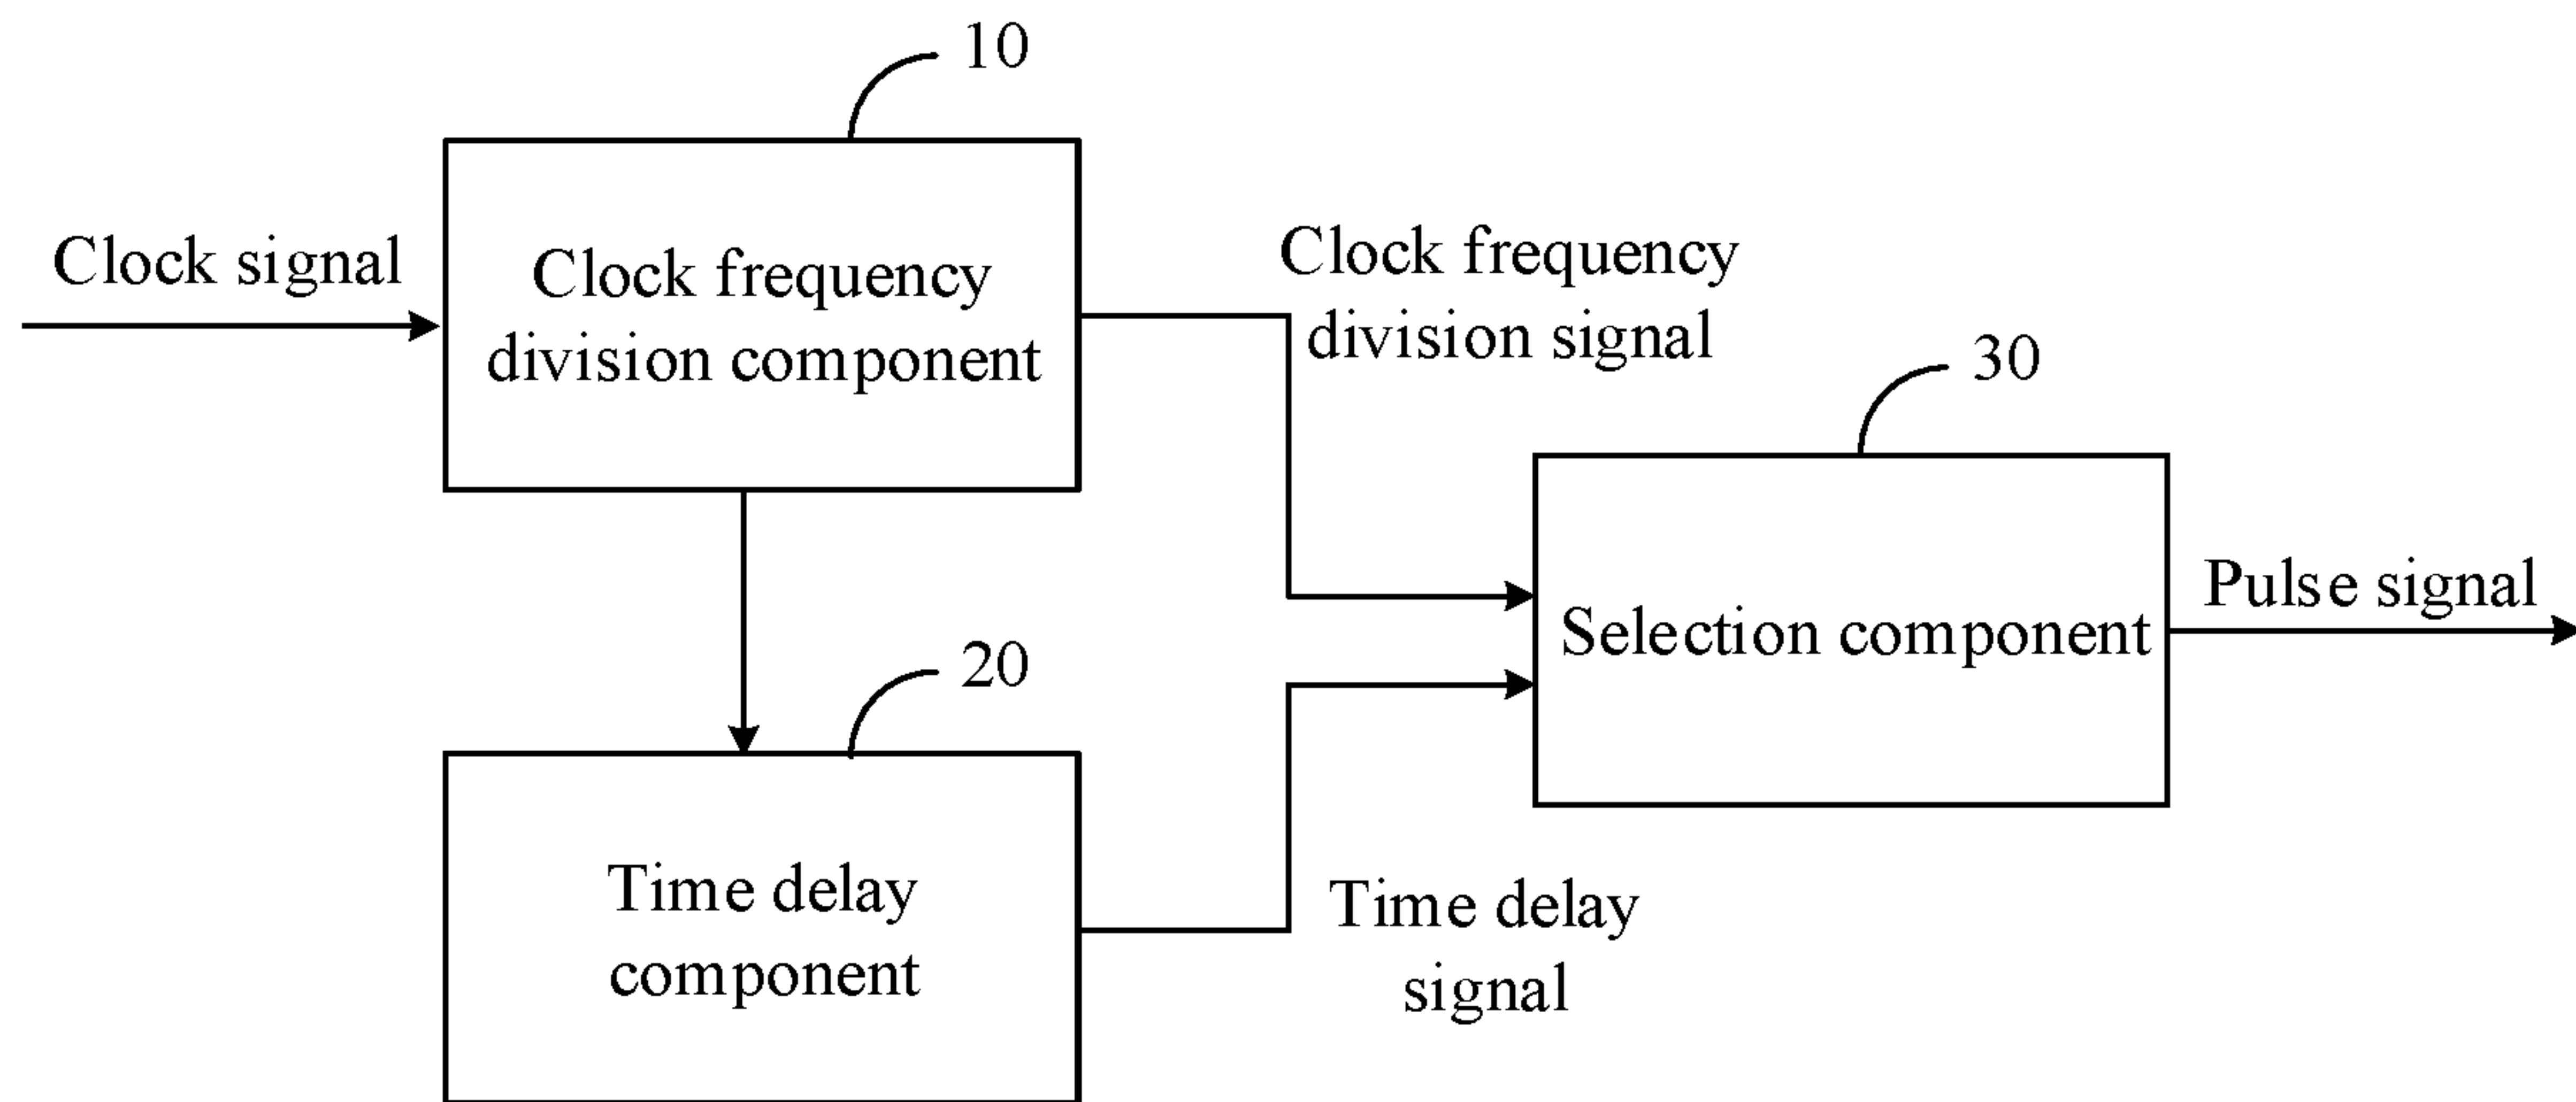 10
Clock signal
Clock frequency
division component
Clock frequency
division signal
30
Selection component
Pulse signal
20
Time delay
component
Time delay
signal